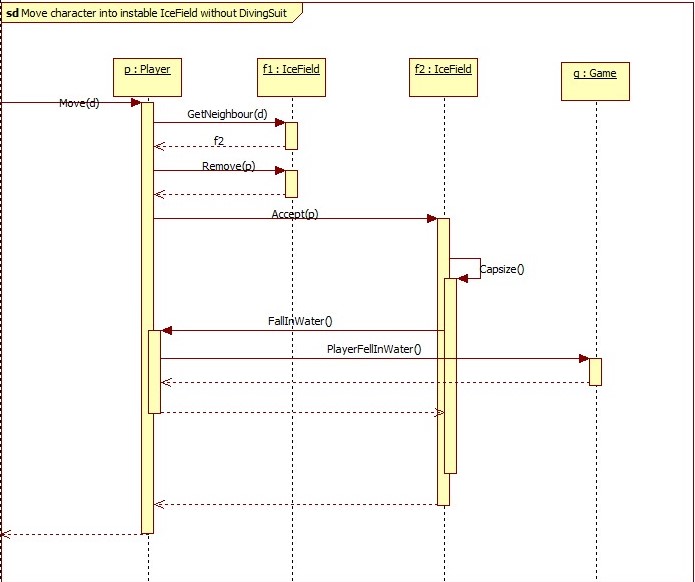 sd Move character into instable IceField without DivingSuit
p : Player
f1 : IceField
f2 : IceField
g : Game
Move(d)
GetNeighbour(d)
f2
Remove(p)
Accept(p)
Capsize()
FallInWater()
PlayerFellInWater()